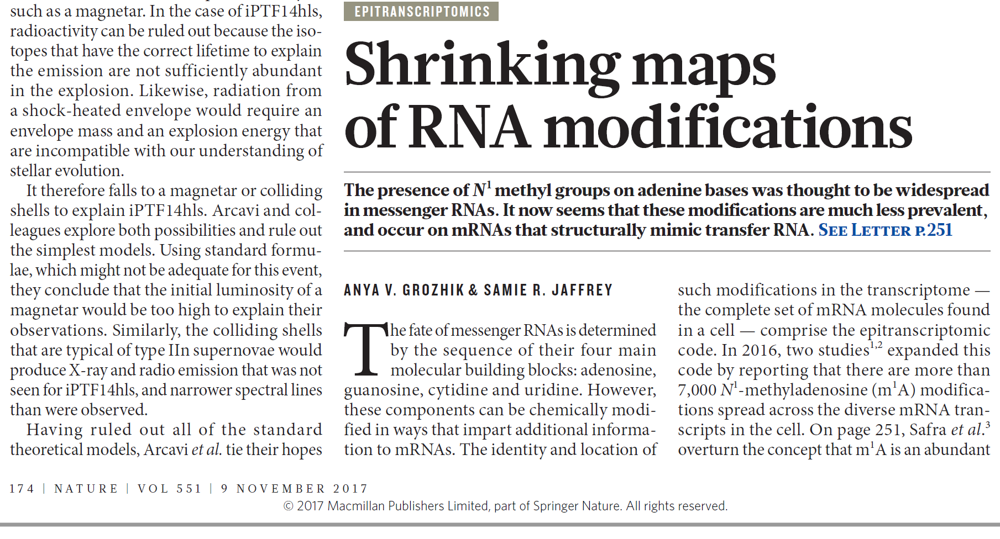 such as a magnetar. In the case of iPTF14hls,
radioactivity can be ruled out because the iso-
topes that have the correct lifetime to explain
the emission are not sufficiently abundant
in the explosion. Likewise, radiation from
a shock-heated envelope would require an
envelope mass and an explosion energy that
are incompatible with our understanding of
stellar evolution.
It therefore falls to a magnetar or colliding
shells to explain iPTF14hls. Arcavi and col-
leagues explore both possibilities and rule out
the simplest models. Using standard formu-
lae, which might not be adequate for this event,
they conclude that the initial luminosity of a
magnetar would be too high to explain their
observations. Similarly, the colliding shells
that are typical of type IIn supernovae would
produce X-ray and radio emission that was not
seen for iPTF14hls, and narrower spectral lines
than were observed.
Having ruled out all of the standard
theoretical models, Arcavi et al. tie their hopes
EPITRANSCRIPTOMICS
Shrinking maps
of RNA modifications
The presence of N¹ methyl groups on adenine bases was thought to be widespread
in messenger RNAs. It now seems that these modifications are much less prevalent,
and occur on mRNAs that structurally mimic transfer RNA. SEE LETTER P.251
ANYA V. GROZHIK & SAMIE R. JAFFREY
The fate of messenger RNAs is determined
by the sequence of their four main
molecular building blocks: adenosine,
guanosine, cytidine and uridine. However,
these components can be chemically modi-
fied in ways that impart additional informa-
tion to mRNAs. The identity and location of
such modifications in the transcriptome —
the complete set of mRNA molecules found
in a cell — comprise the epitranscriptomic
code. In 2016, two studies¹,² expanded this
code by reporting that there are more than
7,000 N¹-methyladenosine (m¹A) modifica-
tions spread across the diverse mRNA tran-
scripts in the cell. On page 251, Safra et al.³
overturn the concept that m¹A is an abundant
174 | NATURE | VOL 551 | 9 NOVEMBER 2017
© 2017 Macmillan Publishers Limited, part of Springer Nature. All rights reserved.